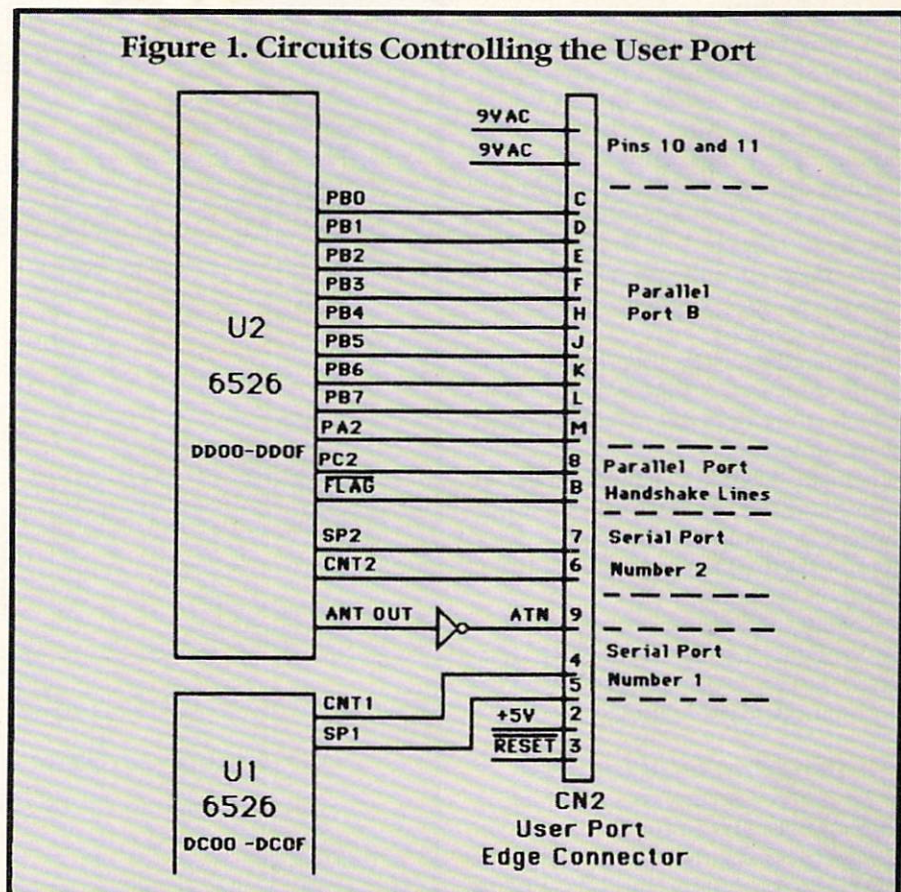 Figure 1. Circuits Controlling the User Port
9VAC
9VAC
Pins 10 and 11
PB0 C
PB1 D
PB2 E
PB3 F
PB4 H
PB5 J
PB6 K
PB7 L
PA2 M
Parallel
Port B
U2
6526
DD00-DD0F
PC2 8
FLAG B
Parallel Port
Handshake Lines
SP2 7
CNT2 6
Serial Port
Number 2
ANT OUT ATN 9
4
5
Serial Port
Number 1
CNT1
SP1
+5V 2
RESET 3
U1
6526
DC00 -DC0F
CN2
User Port
Edge Connector